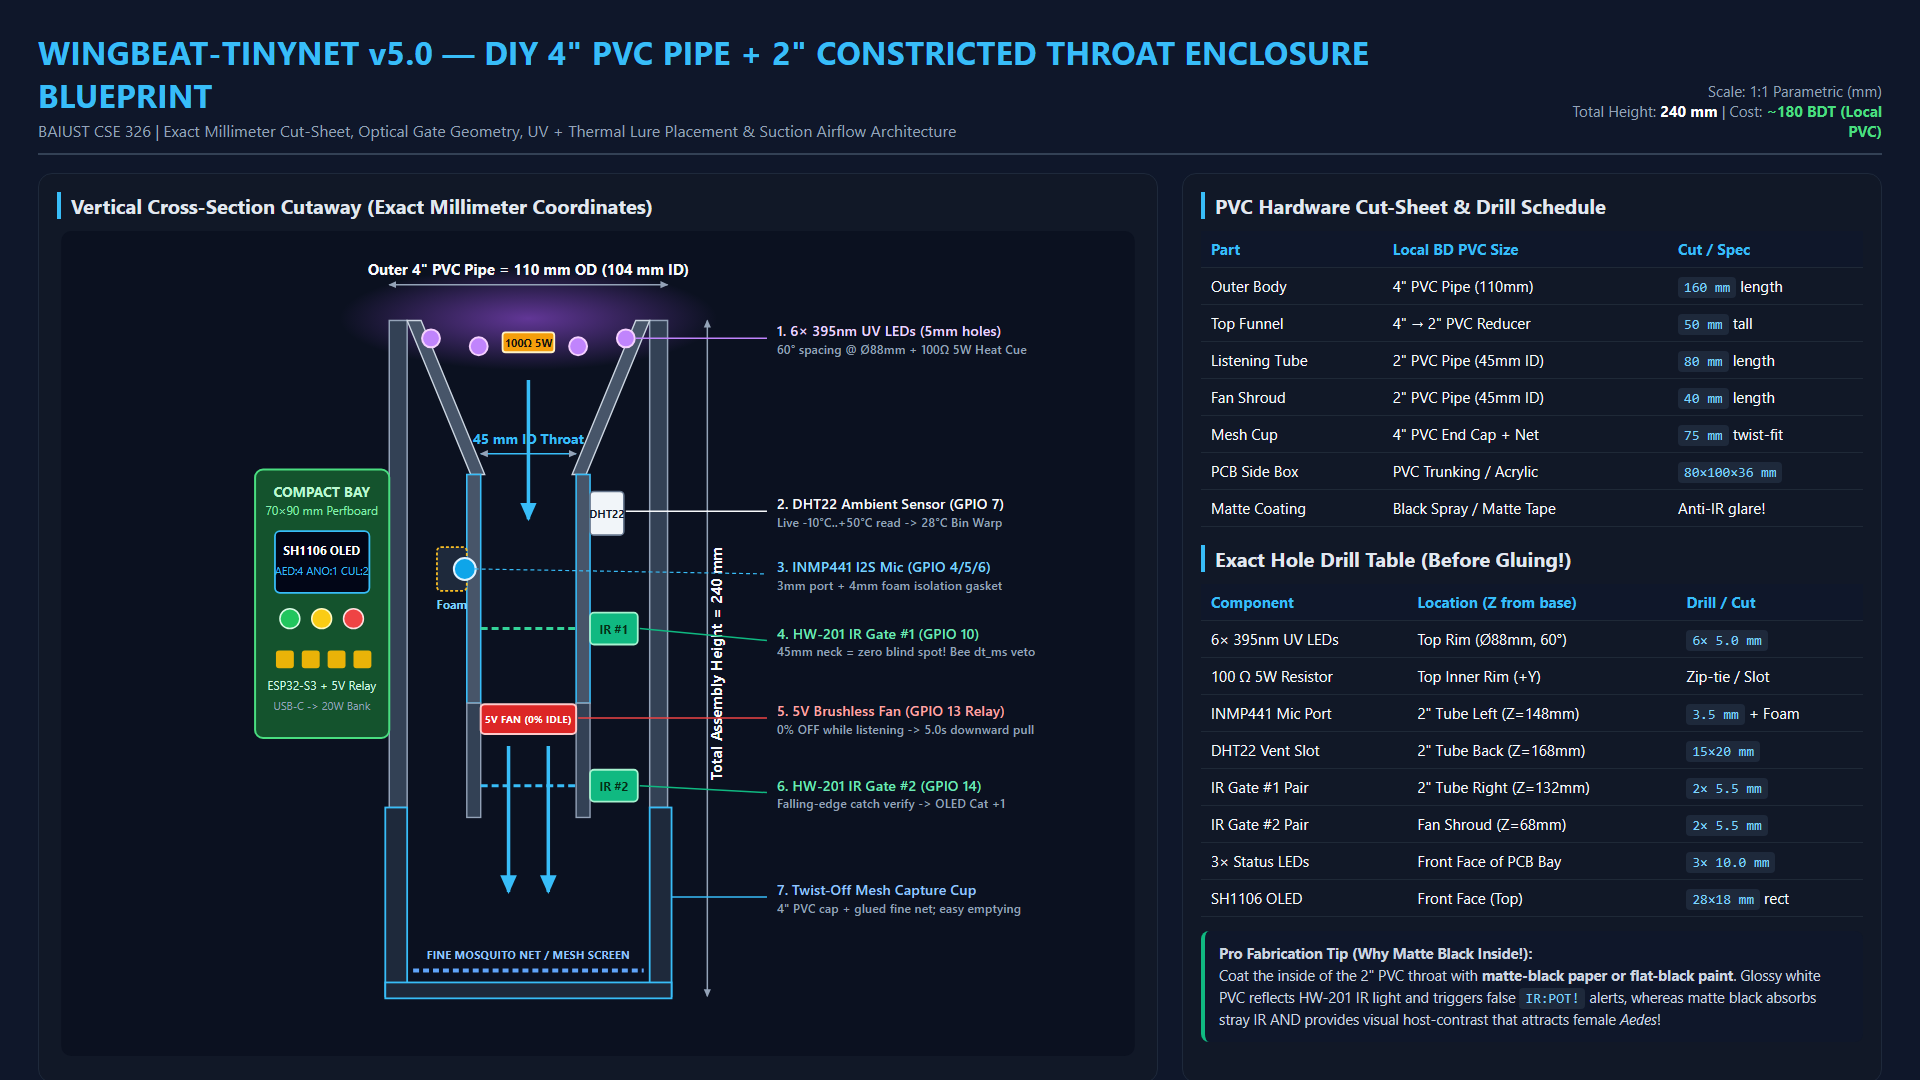 WINGBEAT-TINYNET v5.0 — DIY 4" PVC PIPE + 2" CONSTRICTED THROAT ENCLOSURE
BLUEPRINT
BAIUST CSE 326 | Exact Millimeter Cut-Sheet, Optical Gate Geometry, UV + Thermal Lure Placement & Suction Airflow Architecture
Scale: 1:1 Parametric (mm)
Total Height: 240 mm | Cost: ~180 BDT (Local
PVC)
Vertical Cross-Section Cutaway (Exact Millimeter Coordinates)
Outer 4" PVC Pipe = 110 mm OD (104 mm ID)
100Ω 5W
1. 6× 395nm UV LEDs (5mm holes)
60° spacing @ Ø88mm + 100Ω 5W Heat Cue
45 mm ID Throat
COMPACT BAY
70×90 mm Perfboard
SH1106 OLED
AED:4 ANO:1 CUL:2
ESP32-S3 + 5V Relay
USB-C -> 20W Bank
DHT22
2. DHT22 Ambient Sensor (GPIO 7)
Live -10°C..+50°C read -> 28°C Bin Warp
Foam
3. INMP441 I2S Mic (GPIO 4/5/6)
3mm port + 4mm foam isolation gasket
IR #1
4. HW-201 IR Gate #1 (GPIO 10)
45mm neck = zero blind spot! Bee dt_ms veto
Total Assembly Height = 240 mm
5V FAN (0% IDLE)
5. 5V Brushless Fan (GPIO 13 Relay)
0% OFF while listening -> 5.0s downward pull
IR #2
6. HW-201 IR Gate #2 (GPIO 14)
Falling-edge catch verify -> OLED Cat +1
7. Twist-Off Mesh Capture Cup
4" PVC cap + glued fine net; easy emptying
FINE MOSQUITO NET / MESH SCREEN
PVC Hardware Cut-Sheet & Drill Schedule
Part Local BD PVC Size Cut / Spec
Outer Body 4" PVC Pipe (110mm) 160 mm length
Top Funnel 4" → 2" PVC Reducer 50 mm tall
Listening Tube 2" PVC Pipe (45mm ID) 80 mm length
Fan Shroud 2" PVC Pipe (45mm ID) 40 mm length
Mesh Cup 4" PVC End Cap + Net 75 mm twist-fit
PCB Side Box PVC Trunking / Acrylic 80×100×36 mm
Matte Coating Black Spray / Matte Tape Anti-IR glare!
Exact Hole Drill Table (Before Gluing!)
Component Location (Z from base) Drill / Cut
6× 395nm UV LEDs Top Rim (Ø88mm, 60°) 6× 5.0 mm
100 Ω 5W Resistor Top Inner Rim (+Y) Zip-tie / Slot
INMP441 Mic Port 2" Tube Left (Z=148mm) 3.5 mm + Foam
DHT22 Vent Slot 2" Tube Back (Z=168mm) 15×20 mm
IR Gate #1 Pair 2" Tube Right (Z=132mm) 2× 5.5 mm
IR Gate #2 Pair Fan Shroud (Z=68mm) 2× 5.5 mm
3× Status LEDs Front Face of PCB Bay 3× 10.0 mm
SH1106 OLED Front Face (Top) 28×18 mm rect
Pro Fabrication Tip (Why Matte Black Inside!):
Coat the inside of the 2" PVC throat with matte-black paper or flat-black paint. Glossy white
PVC reflects HW-201 IR light and triggers false IR:POT! alerts, whereas matte black absorbs
stray IR AND provides visual host-contrast that attracts female Aedes!